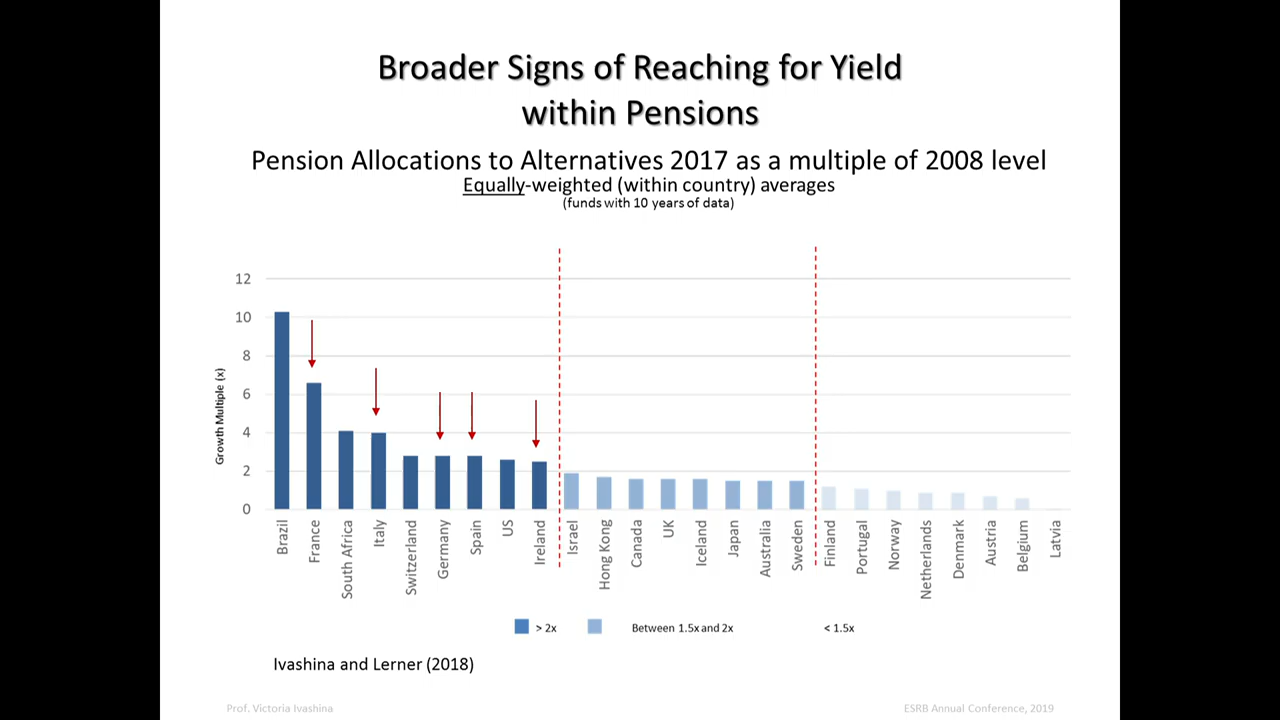 Broader Signs of Reaching for Yield
within Pensions
Pension Allocations to Alternatives 2017 as a multiple of 2008 level
Equally-weighted (within country) averages
(funds with 10 years of data)
Growth Multiple (x)
12
10
8
6
4
2
0
Brazil
France
South Africa
Italy
Switzerland
Germany
Spain
US
Ireland
Israel
Hong Kong
Canada
UK
Iceland
Japan
Australia
Sweden
Finland
Portugal
Norway
Netherlands
Denmark
Austria
Belgium
Latvia
> 2x
Between 1.5x and 2x
< 1.5x
Ivashina and Lerner (2018)
Prof. Victoria Ivashina
ESRB Annual Conference, 2019